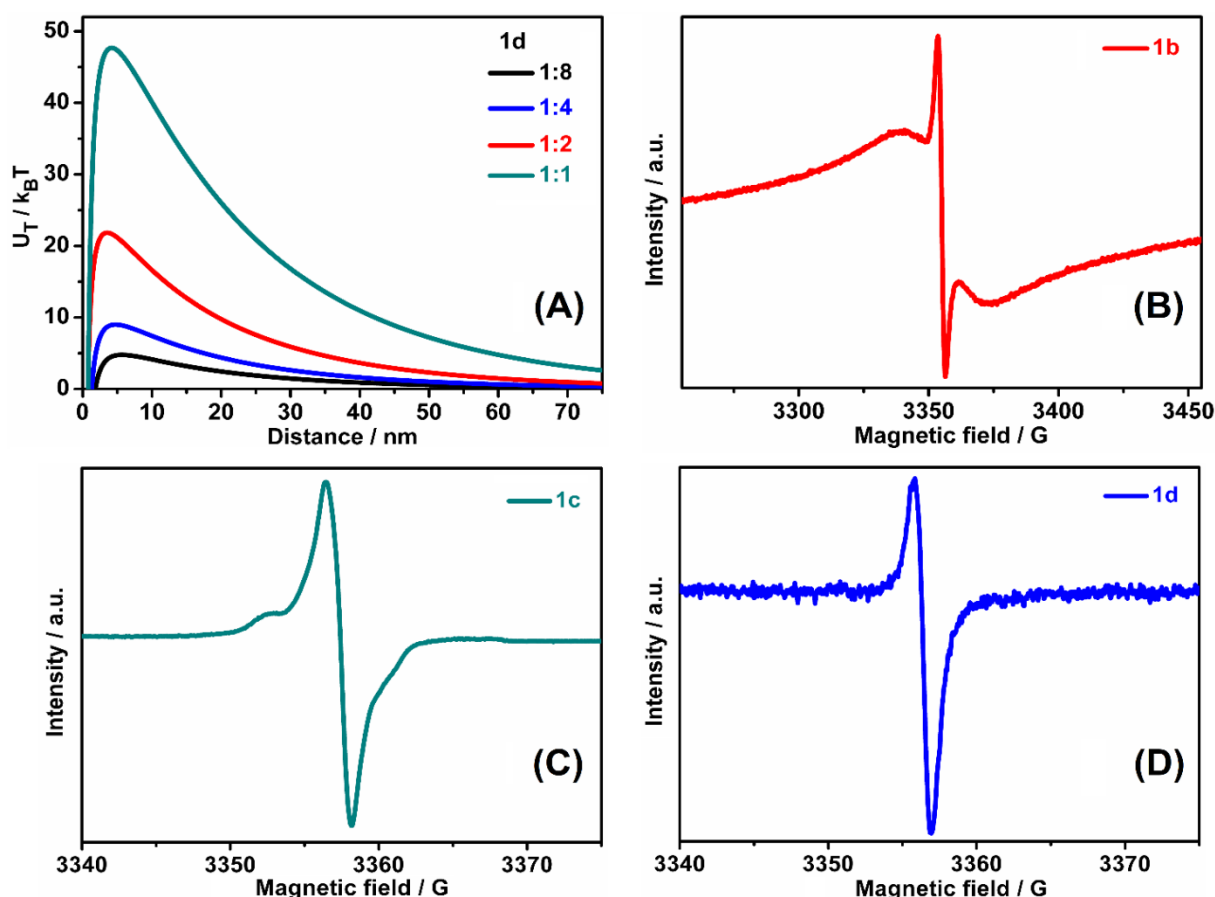 U_T / k_BT
50
40
30
20
10
0
1d
1:8
1:4
1:2
1:1
(A)
0 10 20 30 40 50 60 70
Distance / nm
Intensity / a.u.
1b
(B)
3300 3350 3400 3450
Magnetic field / G
Intensity / a.u.
1c
(C)
3340 3350 3360 3370
Magnetic field / G
Intensity / a.u.
1d
(D)
3340 3350 3360 3370
Magnetic field / G